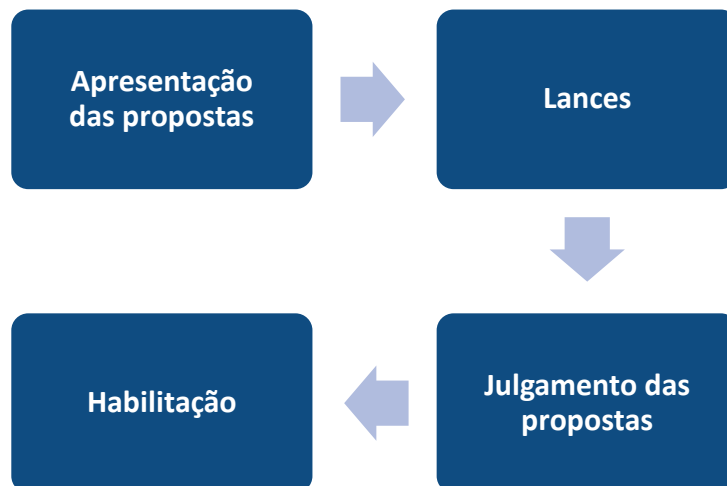 Apresentação
das propostas
Lances
Julgamento das
propostas
Habilitação